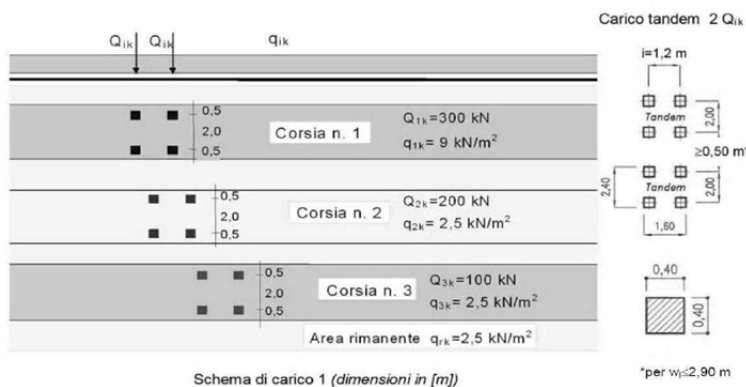 Carico tandem 2 Qik
Qik Qik qik
i=1,2 m
0,5
2,0
0,5
Corsia n. 1
Q1k=300 kN
q1k= 9 kN/m²
Tandem
2,00
≥0,50 m*
0,5
2,0
0,5
Corsia n. 2
Q2k=200 kN
q2k= 2,5 kN/m²
2,40
Tandem
2,00
1,60
0,5
2,0
0,5
Corsia n. 3
Q3k=100 kN
q3k= 2,5 kN/m²
0,40
0,40
Area rimanente qrk=2,5 kN/m²
Schema di carico 1 (dimensioni in [m])
*per wl≤2,90 m